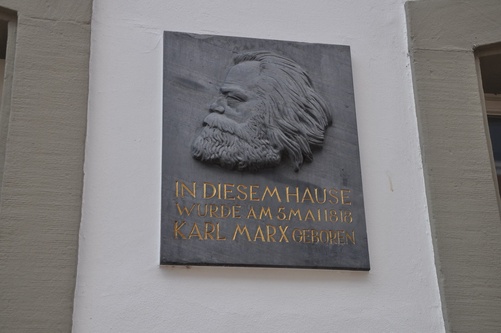 IN DIESEM HAUSE
WURDE AM 5.MAI 1818
KARL MARX GEBOREN